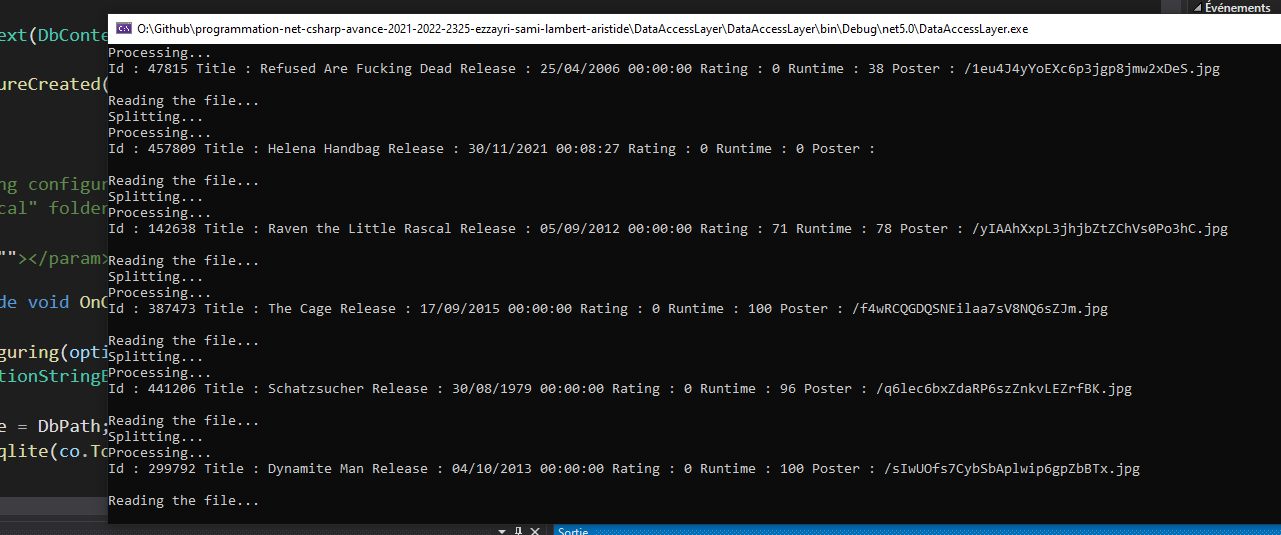 Événements
O:\Github\programmation-net-csharp-avance-2021-2022-2325-ezzayri-sami-lambert-aristide\DataAccessLayer\DataAccessLayer\bin\Debug\net5.0\DataAccessLayer.exe
ext(DbConte
Processing...
Id : 47815 Title : Refused Are Fucking Dead Release : 25/04/2006 00:00:00 Rating : 0 Runtime : 38 Poster : /1eu4J4yYoEXc6p3jgp8jmw2xDeS.jpg
ureCreated(
Reading the file...
Splitting...
Processing...
Id : 457809 Title : Helena Handbag Release : 30/11/2021 00:08:27 Rating : 0 Runtime : 0 Poster :
Reading the file...
ng configur
Splitting...
cal" folder
Processing...
Id : 142638 Title : Raven the Little Rascal Release : 05/09/2012 00:00:00 Rating : 71 Runtime : 78 Poster : /yIAAhXxpL3jhjbZtZChVs0Po3hC.jpg
""></param>
Reading the file...
Splitting...
Processing...
de void OnC
Id : 387473 Title : The Cage Release : 17/09/2015 00:00:00 Rating : 0 Runtime : 100 Poster : /f4wRCQGDQSNEilaa7sV8NQ6sZJm.jpg
Reading the file...
guring(opti
Splitting...
Processing...
tionStringB
Id : 441206 Title : Schatzsucher Release : 30/08/1979 00:00:00 Rating : 0 Runtime : 96 Poster : /q6lec6bxZdaRP6szZnkvLEZrfBK.jpg
Reading the file...
e = DbPath;
Splitting...
Processing...
qlite(co.To
Id : 299792 Title : Dynamite Man Release : 04/10/2013 00:00:00 Rating : 0 Runtime : 100 Poster : /sIwUOfs7CybSbAplwip6gpZbBTx.jpg
Reading the file...
Sortie